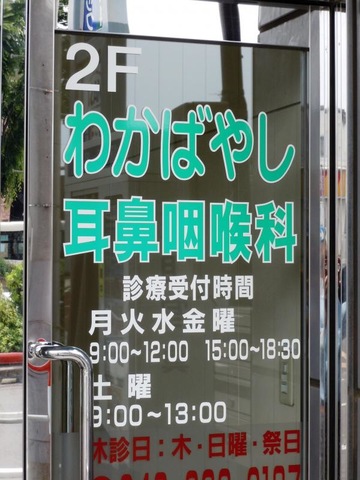 2F
わかばやし
耳鼻咽喉科
診療受付時間
月火水金曜
9:00~12:00 15:00~18:30
土曜
9:00~13:00
休診日:木・日曜・祭日